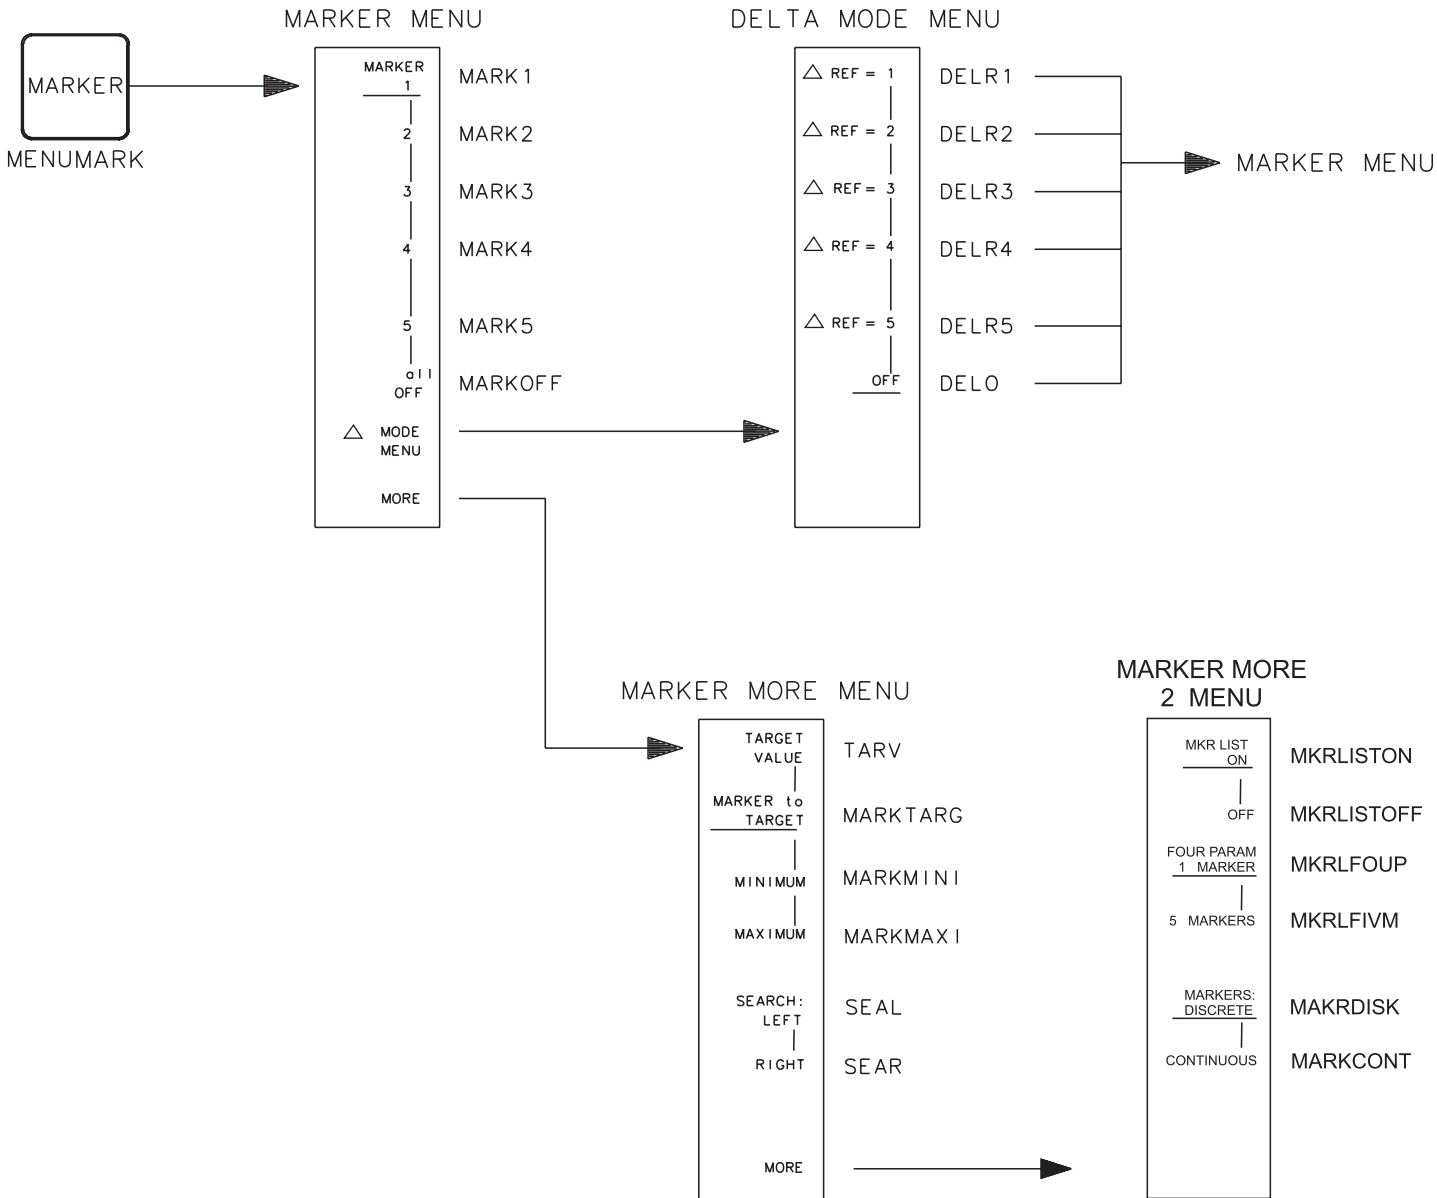 MARKER
MENUMARK
MARKER MENU
MARKER
1
MARK1
2
MARK2
3
MARK3
4
MARK4
5
MARK5
all
OFF
MARKOFF
△ MODE
MENU
MORE
DELTA MODE MENU
△ REF = 1
DELR1
△ REF = 2
DELR2
△ REF = 3
DELR3
△ REF = 4
DELR4
△ REF = 5
DELR5
OFF
DELO
MARKER MENU
MARKER MORE MENU
TARGET
VALUE
TARV
MARKER to
TARGET
MARKTARG
MINIMUM
MARKMINI
MAXIMUM
MARKMAXI
SEARCH:
LEFT
SEAL
RIGHT
SEAR
MORE
MARKER MORE
2 MENU
MKR LIST
ON
MKRLISTON
OFF
MKRLISTOFF
FOUR PARAM
1 MARKER
MKRLFOUP
5 MARKERS
MKRLFIVM
MARKERS:
DISCRETE
MAKRDISK
CONTINUOUS
MARKCONT